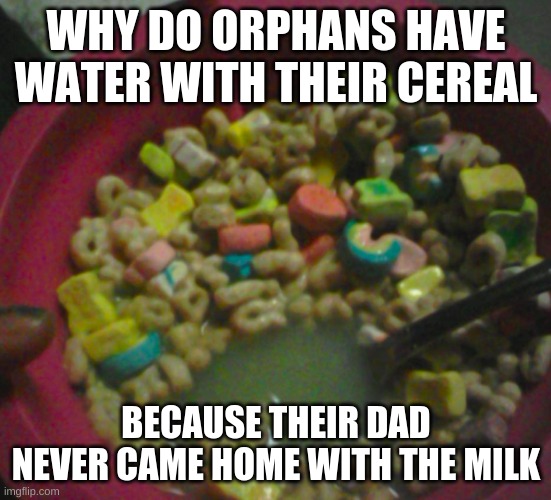 WHY DO ORPHANS HAVE
WATER WITH THEIR CEREAL
BECAUSE THEIR DAD
NEVER CAME HOME WITH THE MILK
imgflip.com